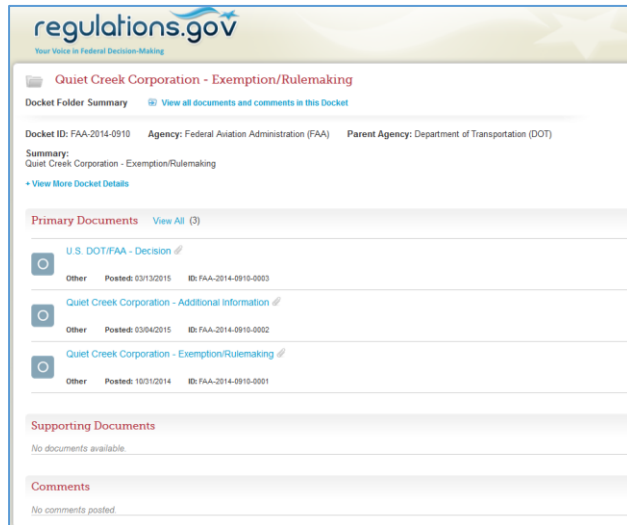 regulations.gov
Your Voice in Federal Decision-Making
Quiet Creek Corporation - Exemption/Rulemaking
Docket Folder Summary View all documents and comments in this Docket
Docket ID: FAA-2014-0910 Agency: Federal Aviation Administration (FAA) Parent Agency: Department of Transportation (DOT)
Summary:
Quiet Creek Corporation - Exemption/Rulemaking
+ View More Docket Details
Primary Documents View All (3)
U.S. DOT/FAA - Decision
Other Posted: 03/13/2015 ID: FAA-2014-0910-0003
Quiet Creek Corporation - Additional Information
Other Posted: 03/04/2015 ID: FAA-2014-0910-0002
Quiet Creek Corporation - Exemption/Rulemaking
Other Posted: 10/31/2014 ID: FAA-2014-0910-0001
Supporting Documents
No documents available.
Comments
No comments posted.